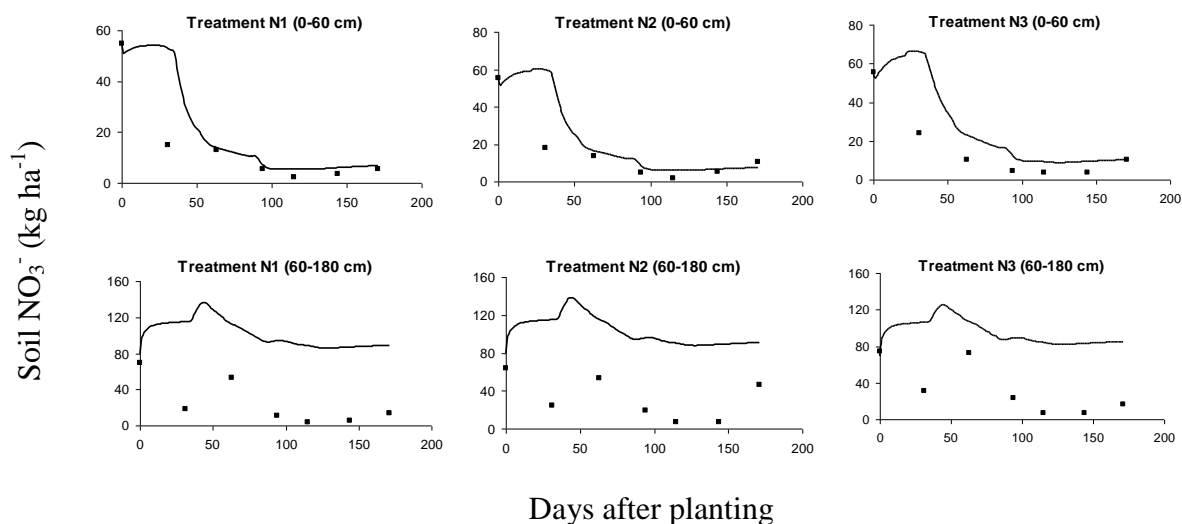 Treatment N1 (0-60 cm)
Treatment N2 (0-60 cm)
Treatment N3 (0-60 cm)
60
40
20
0
0 50 100 150 200
80
60
40
20
0
0 50 100 150 200
80
60
40
20
0
0 50 100 150 200
Soil NO₃⁻ (kg ha⁻¹)
Treatment N1 (60-180 cm)
Treatment N2 (60-180 cm)
Treatment N3 (60-180 cm)
160
120
80
40
0
0 50 100 150 200
160
120
80
40
0
0 50 100 150 200
160
120
80
40
0
0 50 100 150 200
Days after planting